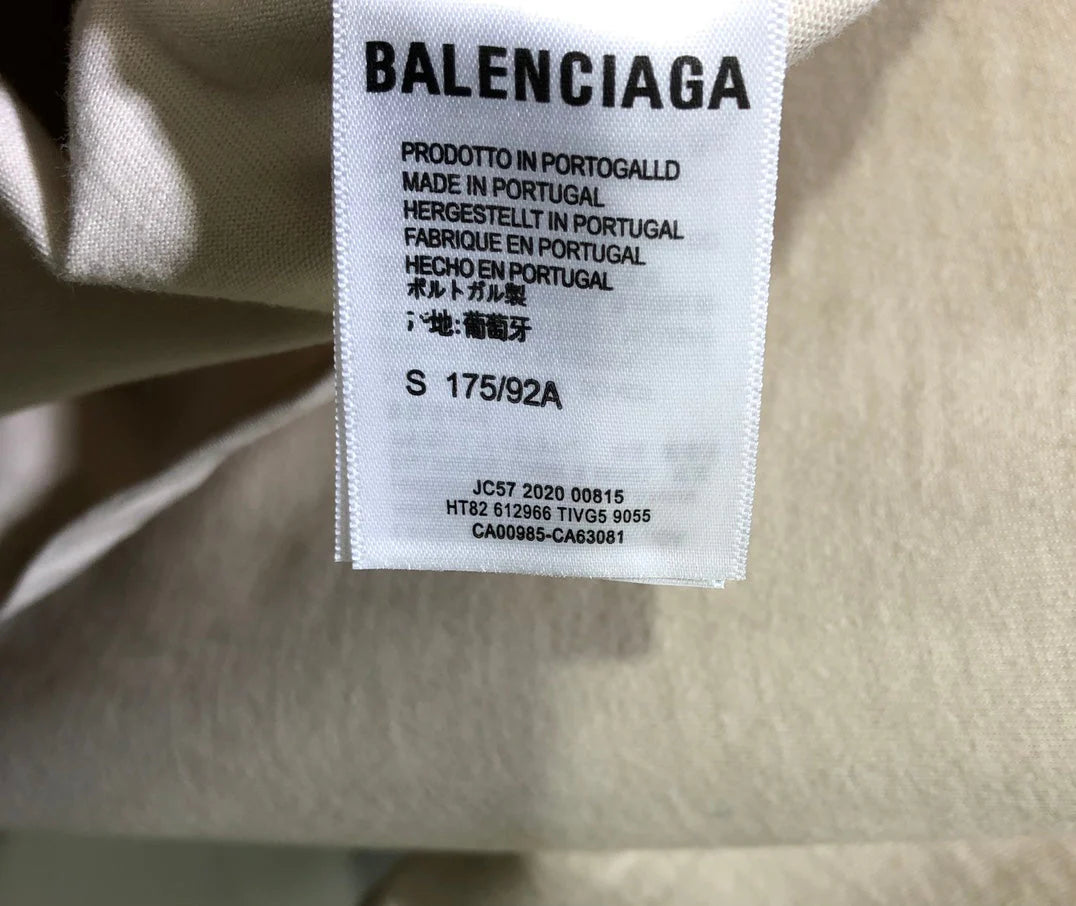 BALENCIAGA
PRODOTTO IN PORTOGALLD
MADE IN PORTUGAL
HERGESTELLT IN PORTUGAL
FABRIQUE EN PORTUGAL
HECHO EN PORTUGAL
ポルトガル製
地:葡萄牙
S 175/92A
JC57 2020 00815
HT82 612966 TIVG5 9055
CA00985-CA63081